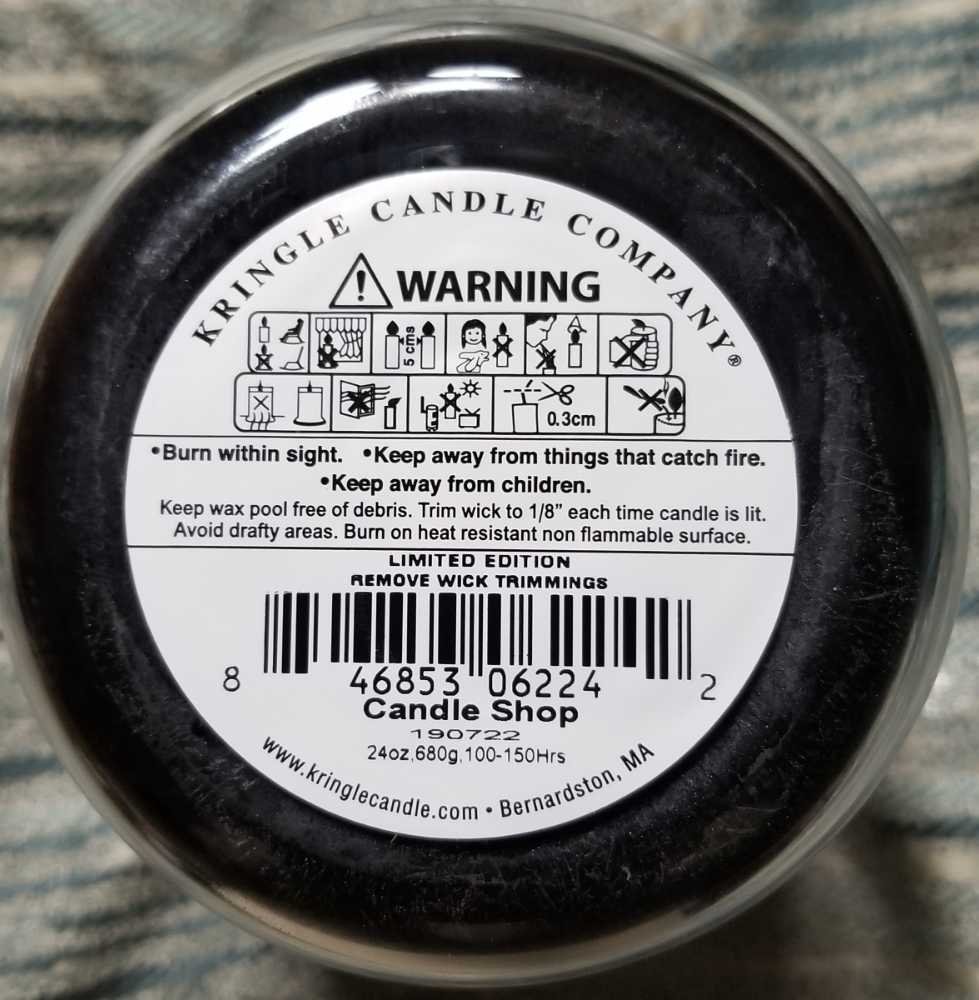 KRINGLE CANDLE COMPANY®
WARNING
5 cms
0.3cm
•Burn within sight. •Keep away from things that catch fire.
•Keep away from children.
Keep wax pool free of debris. Trim wick to 1/8” each time candle is lit.
Avoid drafty areas. Burn on heat resistant non flammable surface.
LIMITED EDITION
REMOVE WICK TRIMMINGS
8 46853 06224 2
Candle Shop
190722
24oz,680g,100-150Hrs
www.kringlecandle.com • Bernardston, MA